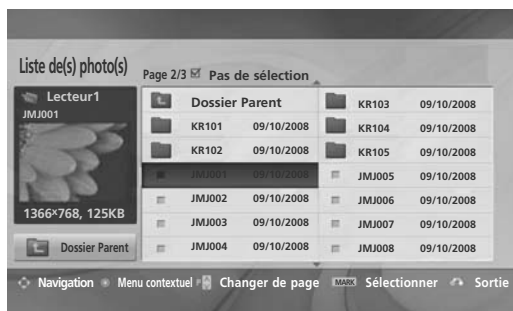 Liste de(s) photo(s)
Page 2/3 Pas de sélection
Lecteur1
JMJ001
1366×768, 125KB
Dossier Parent
Dossier Parent
KR101 09/10/2008
KR102 09/10/2008
JMJ001 09/10/2008
JMJ002 09/10/2008
JMJ003 09/10/2008
JMJ004 09/10/2008
KR103 09/10/2008
KR104 09/10/2008
KR105 09/10/2008
JMJ005 09/10/2008
JMJ006 09/10/2008
JMJ007 09/10/2008
JMJ008 09/10/2008
Navigation Menu contextuel P Changer de page MARK Sélectionner Sortie